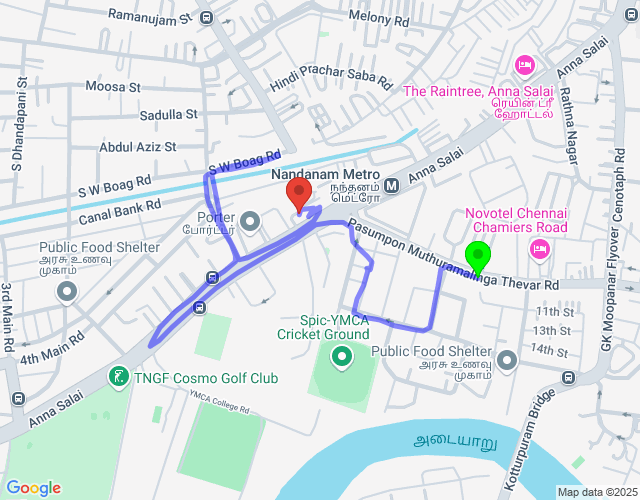 Ramanujam St
Melony Rd
Hindi Prachar Saba Rd
Anna Salai
The Raintree, Anna Salai
ரெயின் ட்ரீ
ஹோட்டல்
Moosa St
S Dhandapani St
Sadulla St
Rathna Nagar
Abdul Aziz St
S W Boag Rd
Anna Salai
Nandanam Metro
நந்தனம்
மெட்ரோ
S W Boag Rd
Canal Bank Rd
Porter
போர்ட்டர்
Novotel Chennai
Chamiers Road
Pasumpon Muthuramalinga Thevar Rd
GK Moopanar Flyover
Cenotaph Rd
Public Food Shelter
அரசு உணவு
முகாம்
3rd Main Rd
11th St
13th St
14th St
Spic-YMCA
Cricket Ground
4th Main Rd
Public Food Shelter
அரசு உணவு
முகாம்
TNGF Cosmo Golf Club
YMCA College Rd
Anna Salai
Kotturpuram Bridge
அடையாறு
Google
Map data ©2025